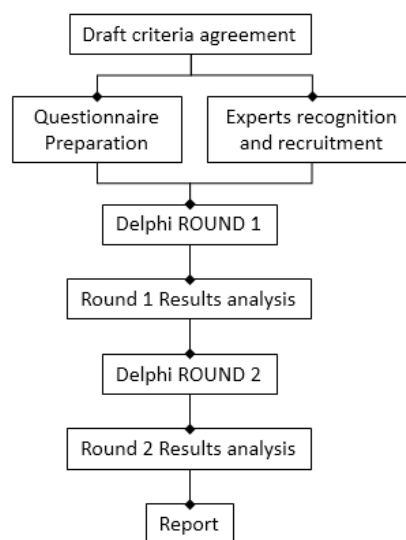 Draft criteria agreement
Questionnaire
Preparation
Experts recognition
and recruitment
Delphi ROUND 1
Round 1 Results analysis
Delphi ROUND 2
Round 2 Results analysis
Report